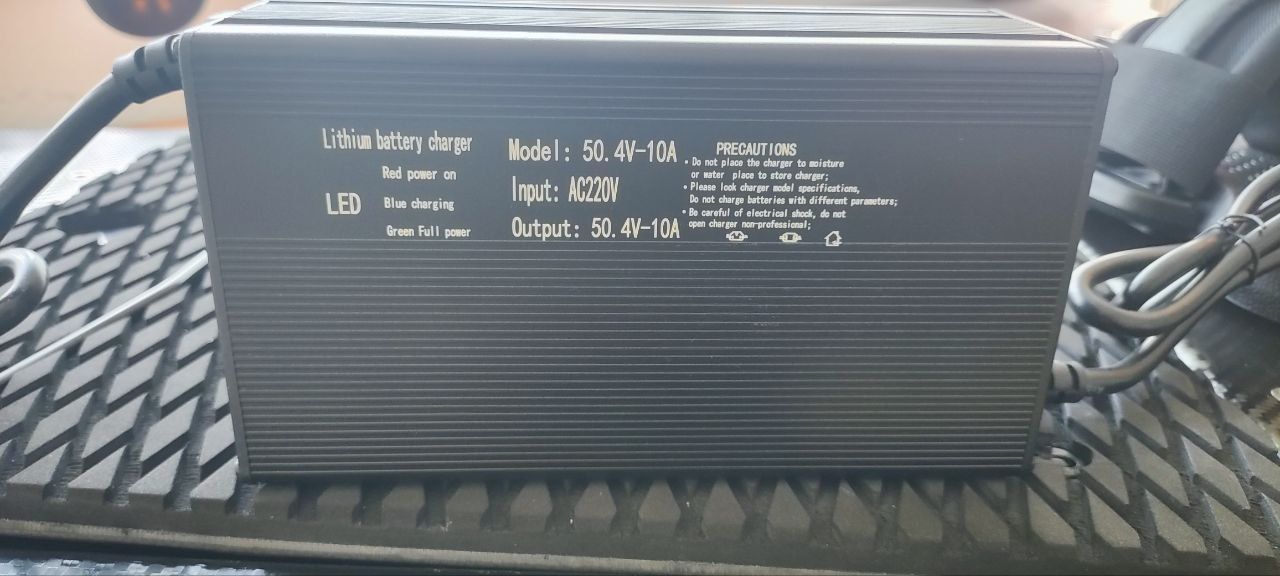 Lithium battery charger
Red power on
LED
Blue charging
Green Full power
Model: 50.4V-10A
Input: AC220V
Output: 50.4V-10A
PRECAUTIONS
• Do not place the charger to moisture
or water place to store charger;
• Please look charger model specifications,
Do not charge batteries with different parameters;
• Be careful of electrical shock, do not
open charger non-professional;